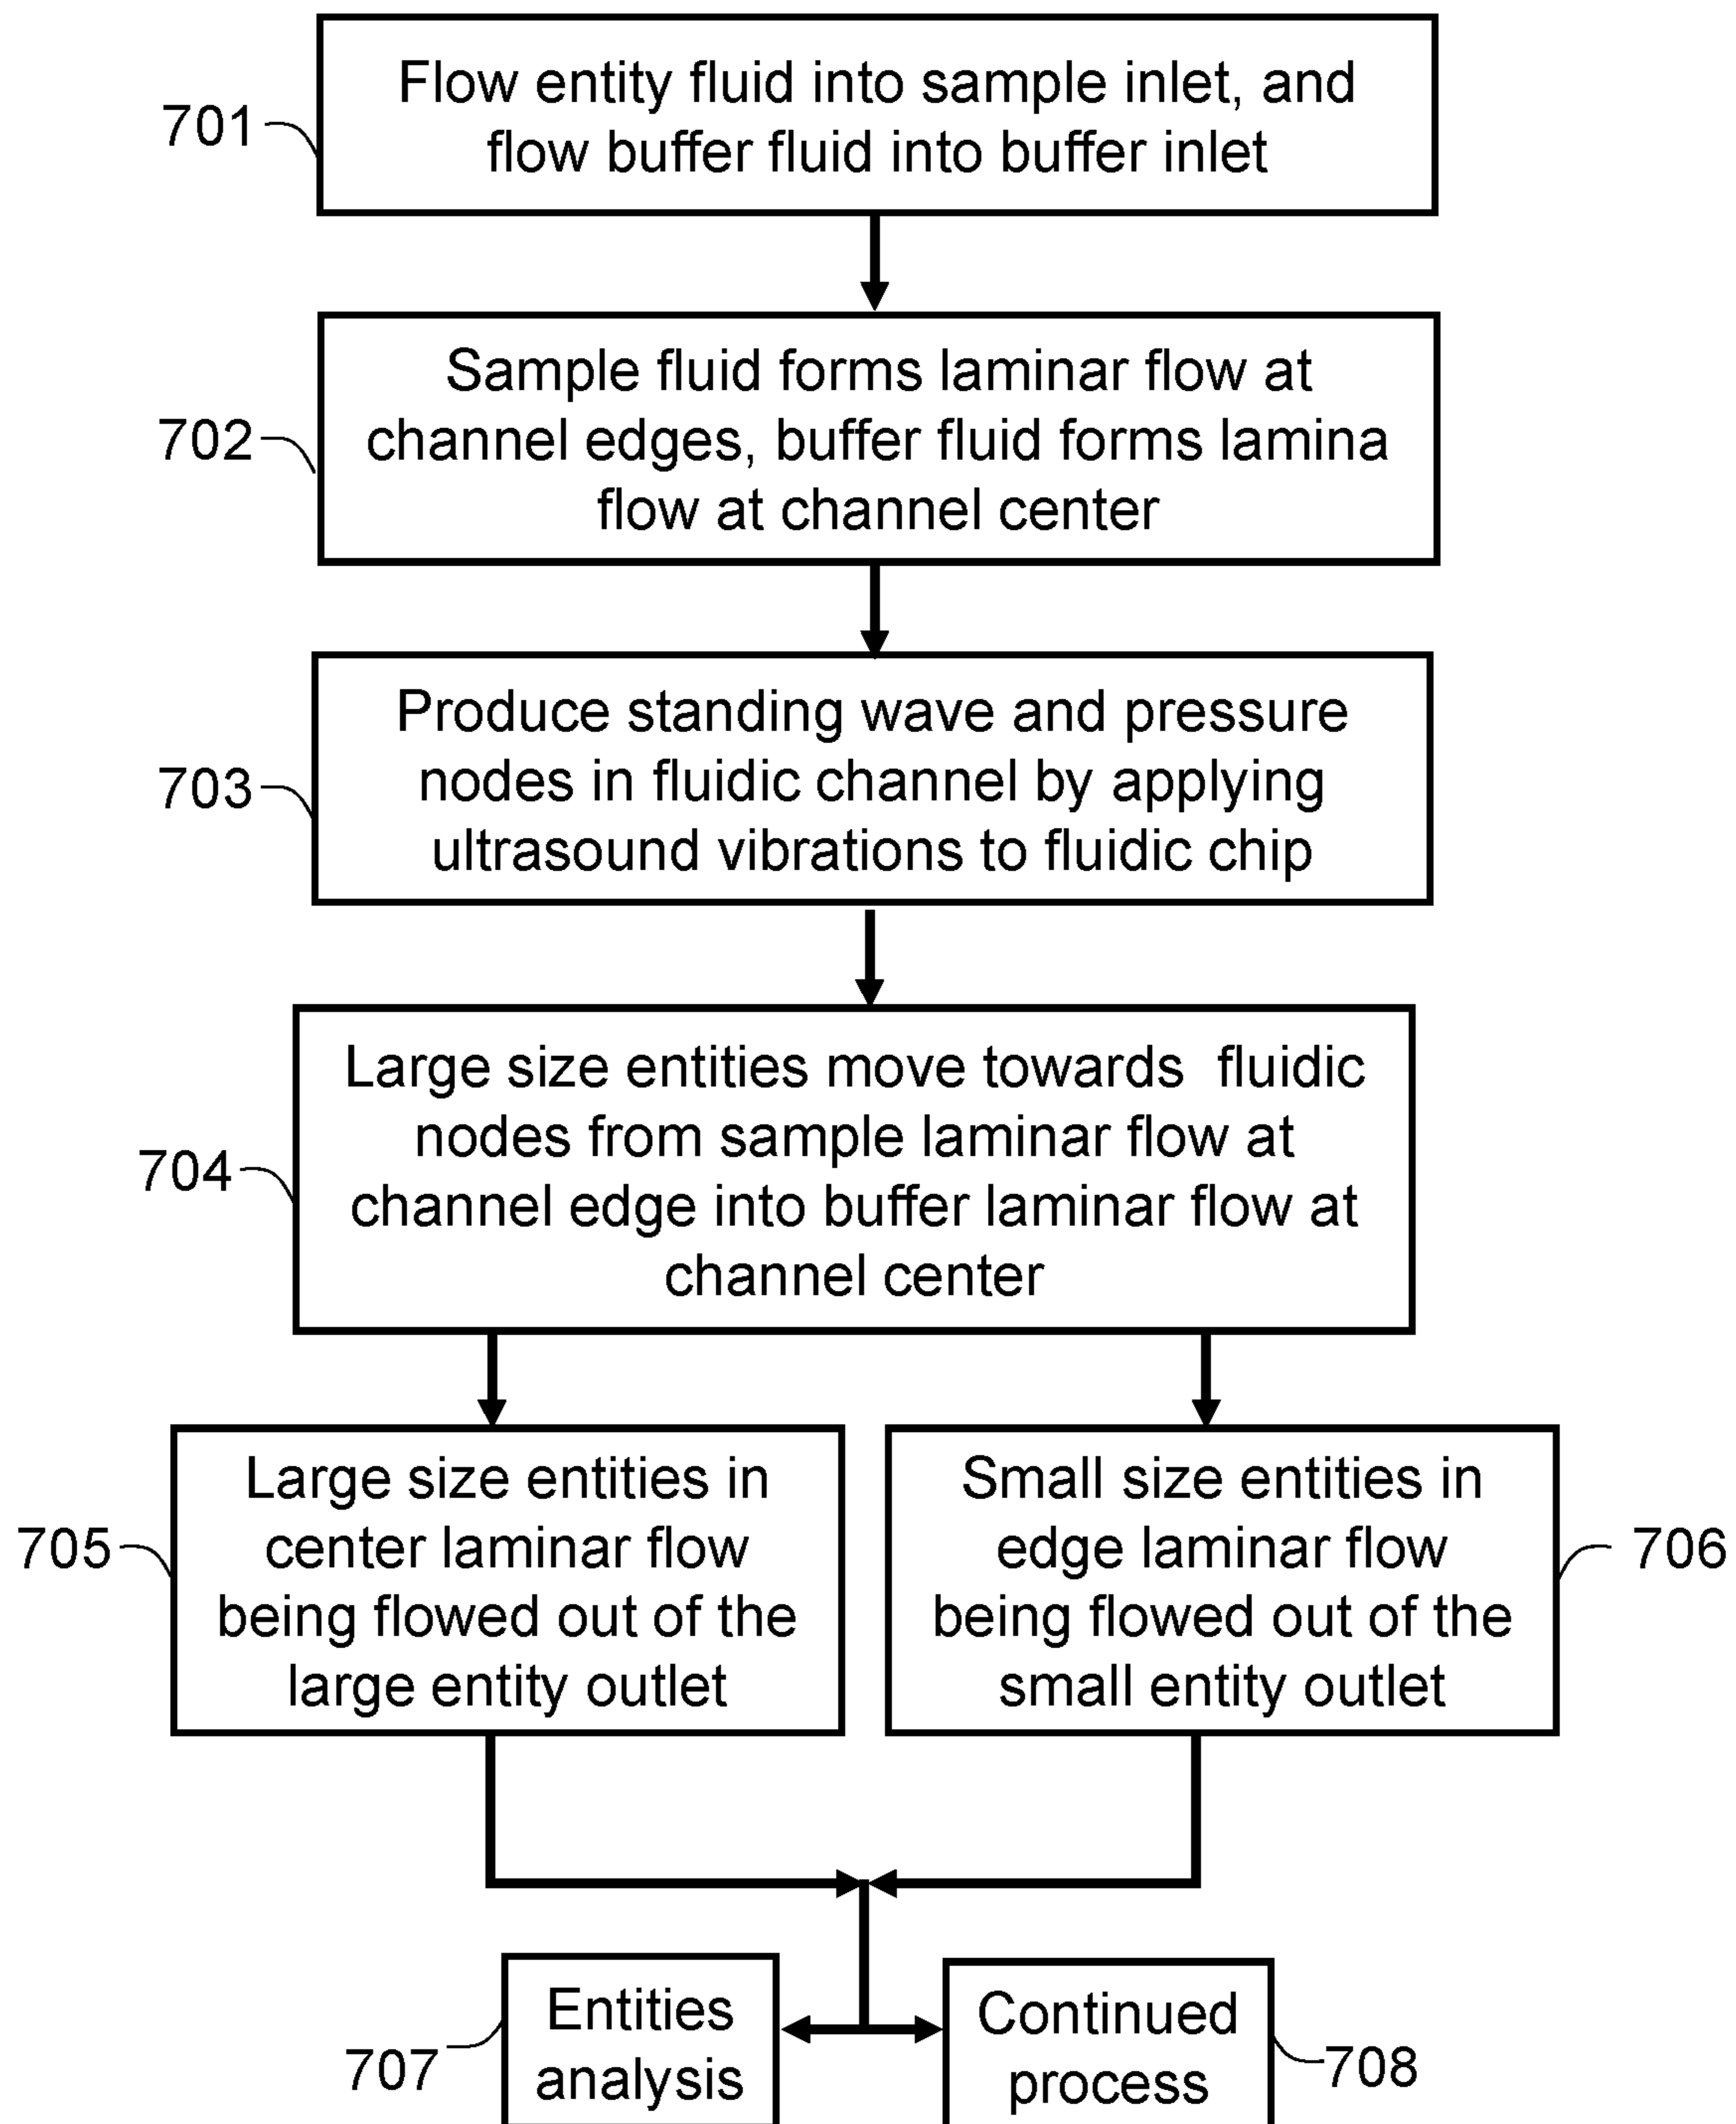 Flow entity fluid into sample inlet, and
flow buffer fluid into buffer inlet
701
Sample fluid forms laminar flow at
channel edges, buffer fluid forms lamina
flow at channel center
702
Produce standing wave and pressure
nodes in fluidic channel by applying
ultrasound vibrations to fluidic chip
703
Large size entities move towards  fluidic
nodes from sample laminar flow at
channel edge into buffer laminar flow at
channel center
704
Large size entities in
center laminar flow
being flowed out of the
large entity outlet
705
Small size entities in
edge laminar flow
being flowed out of the
small entity outlet
706
Entities
analysis
707
Continued
process
708